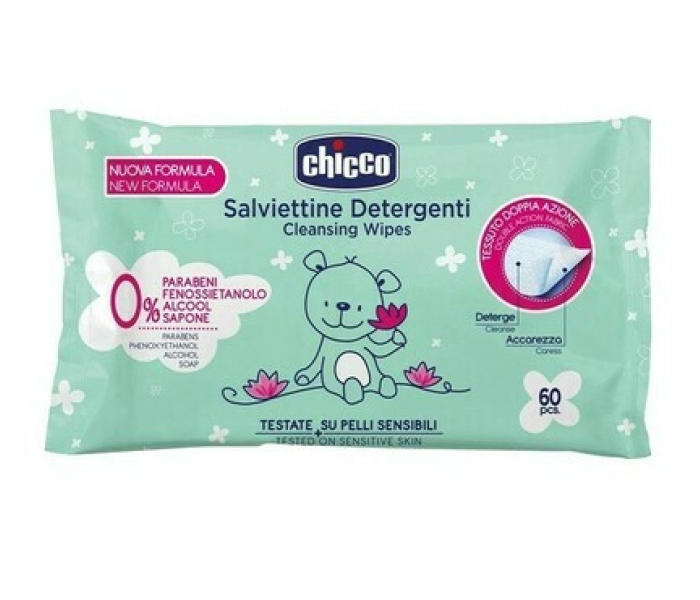 NUOVA FORMULA
NEW FORMULA
chicco
Salviettine Detergenti
Cleansing Wipes
TESSUTO DOPPIA AZIONE
DOUBLE ACTION FABRIC
0%
PARABENI
FENOSSIETANOLO
ALCOOL
SAPONE
PARABENS
PHENOXYETHANOL
ALCOHOL
SOAP
Deterge
Cleanse
Accarezza
Caress
60
pcs.
TESTATE SU PELLI SENSIBILI
TESTED ON SENSITIVE SKIN